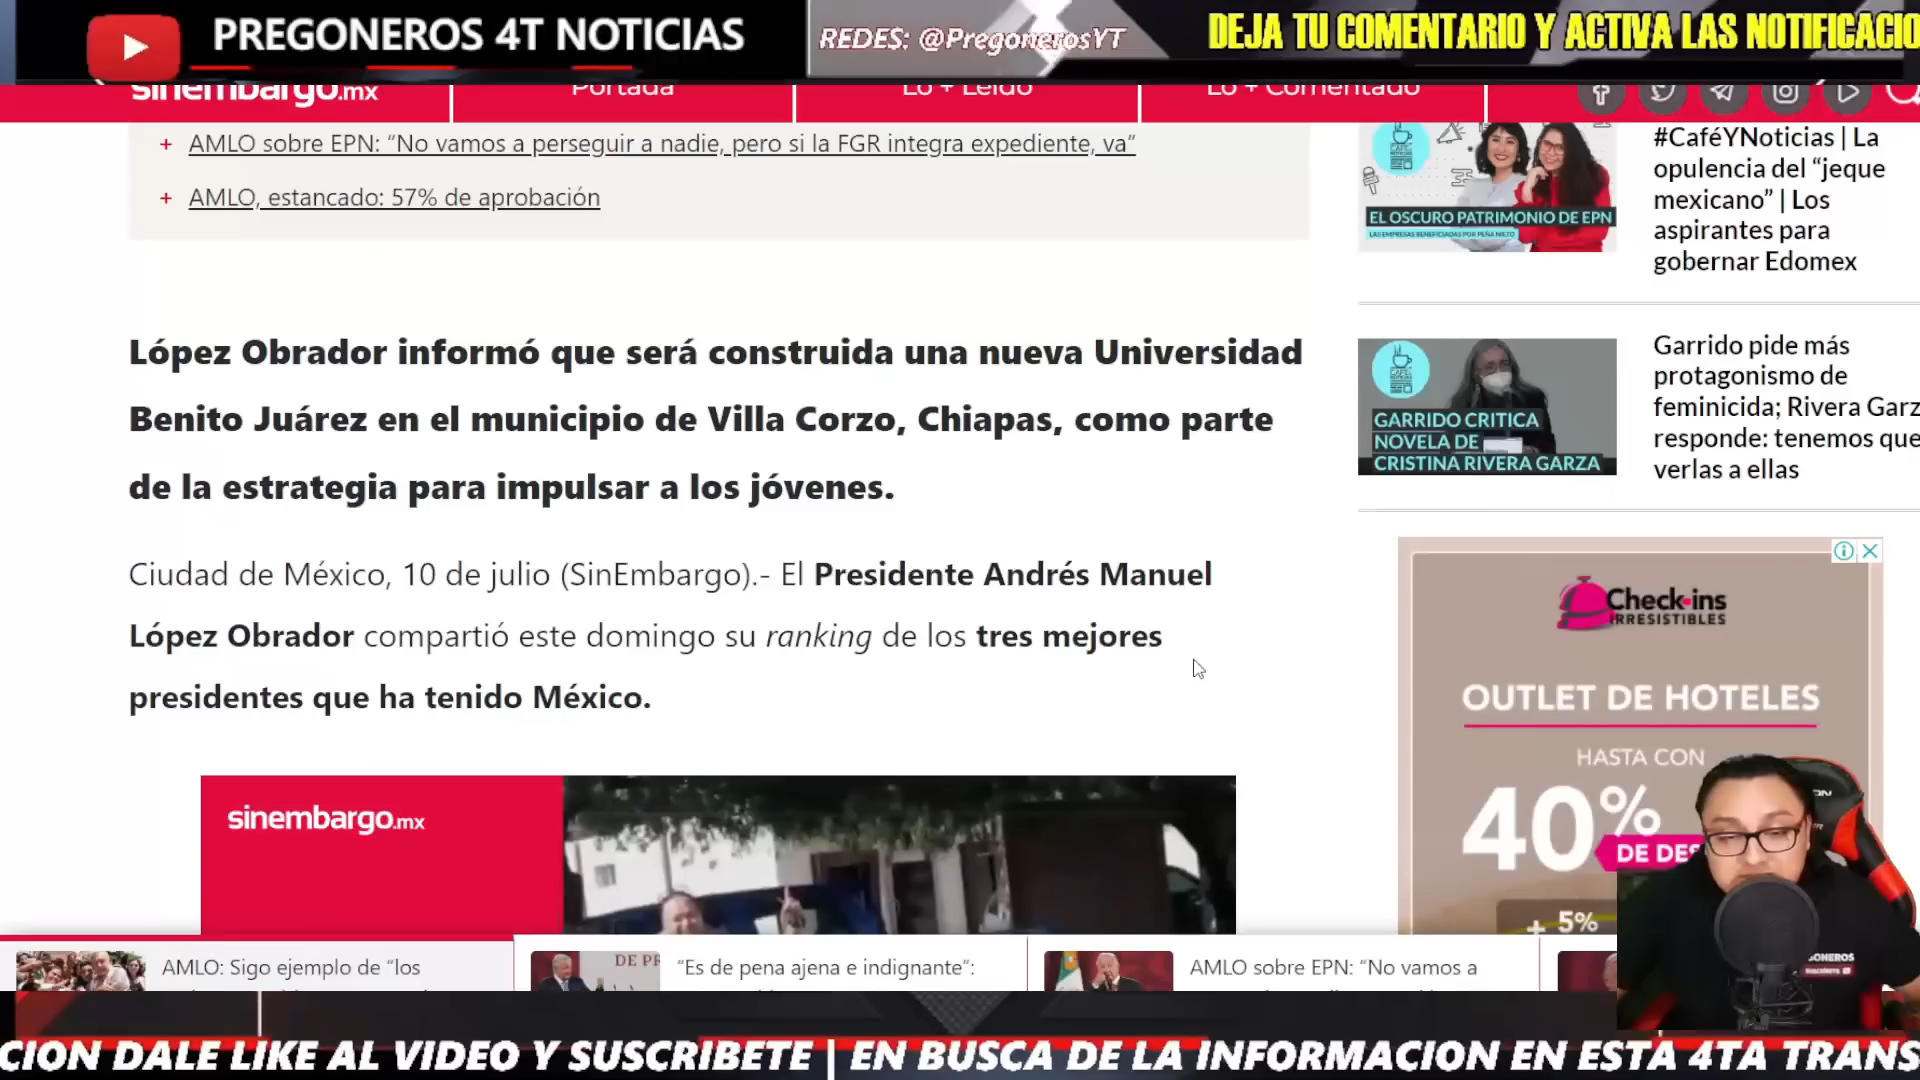 PREGONEROS 4T NOTICIAS
REDES: @PregonerosYT
DEJA TU COMENTARIO Y ACTIVA LAS NOTIFICACIO
sinembargo.mx
Portada
Lo + Leído
Lo + Comentado
+ AMLO sobre EPN: “No vamos a perseguir a nadie, pero si la FGR integra expediente, va”
+ AMLO, estancado: 57% de aprobación
López Obrador informó que será construida una nueva Universidad
Benito Juárez en el municipio de Villa Corzo, Chiapas, como parte
de la estrategia para impulsar a los jóvenes.
Ciudad de México, 10 de julio (SinEmbargo).- El Presidente Andrés Manuel
López Obrador compartió este domingo su ranking de los tres mejores
presidentes que ha tenido México.
sinembargo.mx
EL OSCURO PATRIMONIO DE EPN
LAS EMPRESAS BENEFICIADAS POR PEÑA NIETO
#CaféYNoticias | La
opulencia del “jeque
mexicano” | Los
aspirantes para
gobernar Edomex
GARRIDO CRITICA
NOVELA DE
CRISTINA RIVERA GARZA
Garrido pide más
protagonismo de
feminicida; Rivera Garz
responde: tenemos que
verlas a ellas
Check-ins
IRRESISTIBLES
OUTLET DE HOTELES
HASTA CON
40%
DE DES
+ 5%
AMLO: Sigo ejemplo de “los
DE PR
“Es de pena ajena e indignante”:
AMLO sobre EPN: “No vamos a
GONEROS
CION DALE LIKE AL VIDEO Y SUSCRIBETE | EN BUSCA DE LA INFORMACION EN ESTA 4TA TRANS